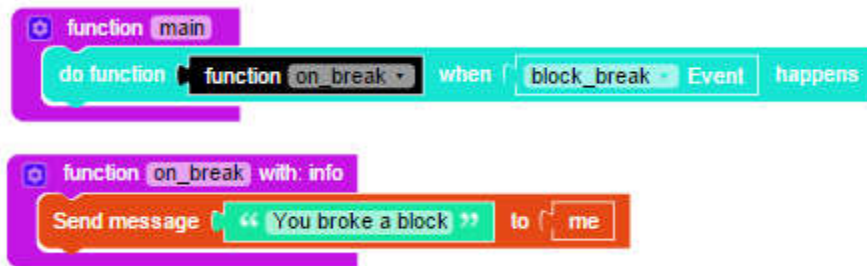 function main
do function function on_break when block_break Event happens
function on_break with: info
Send message “ You broke a block ” to me